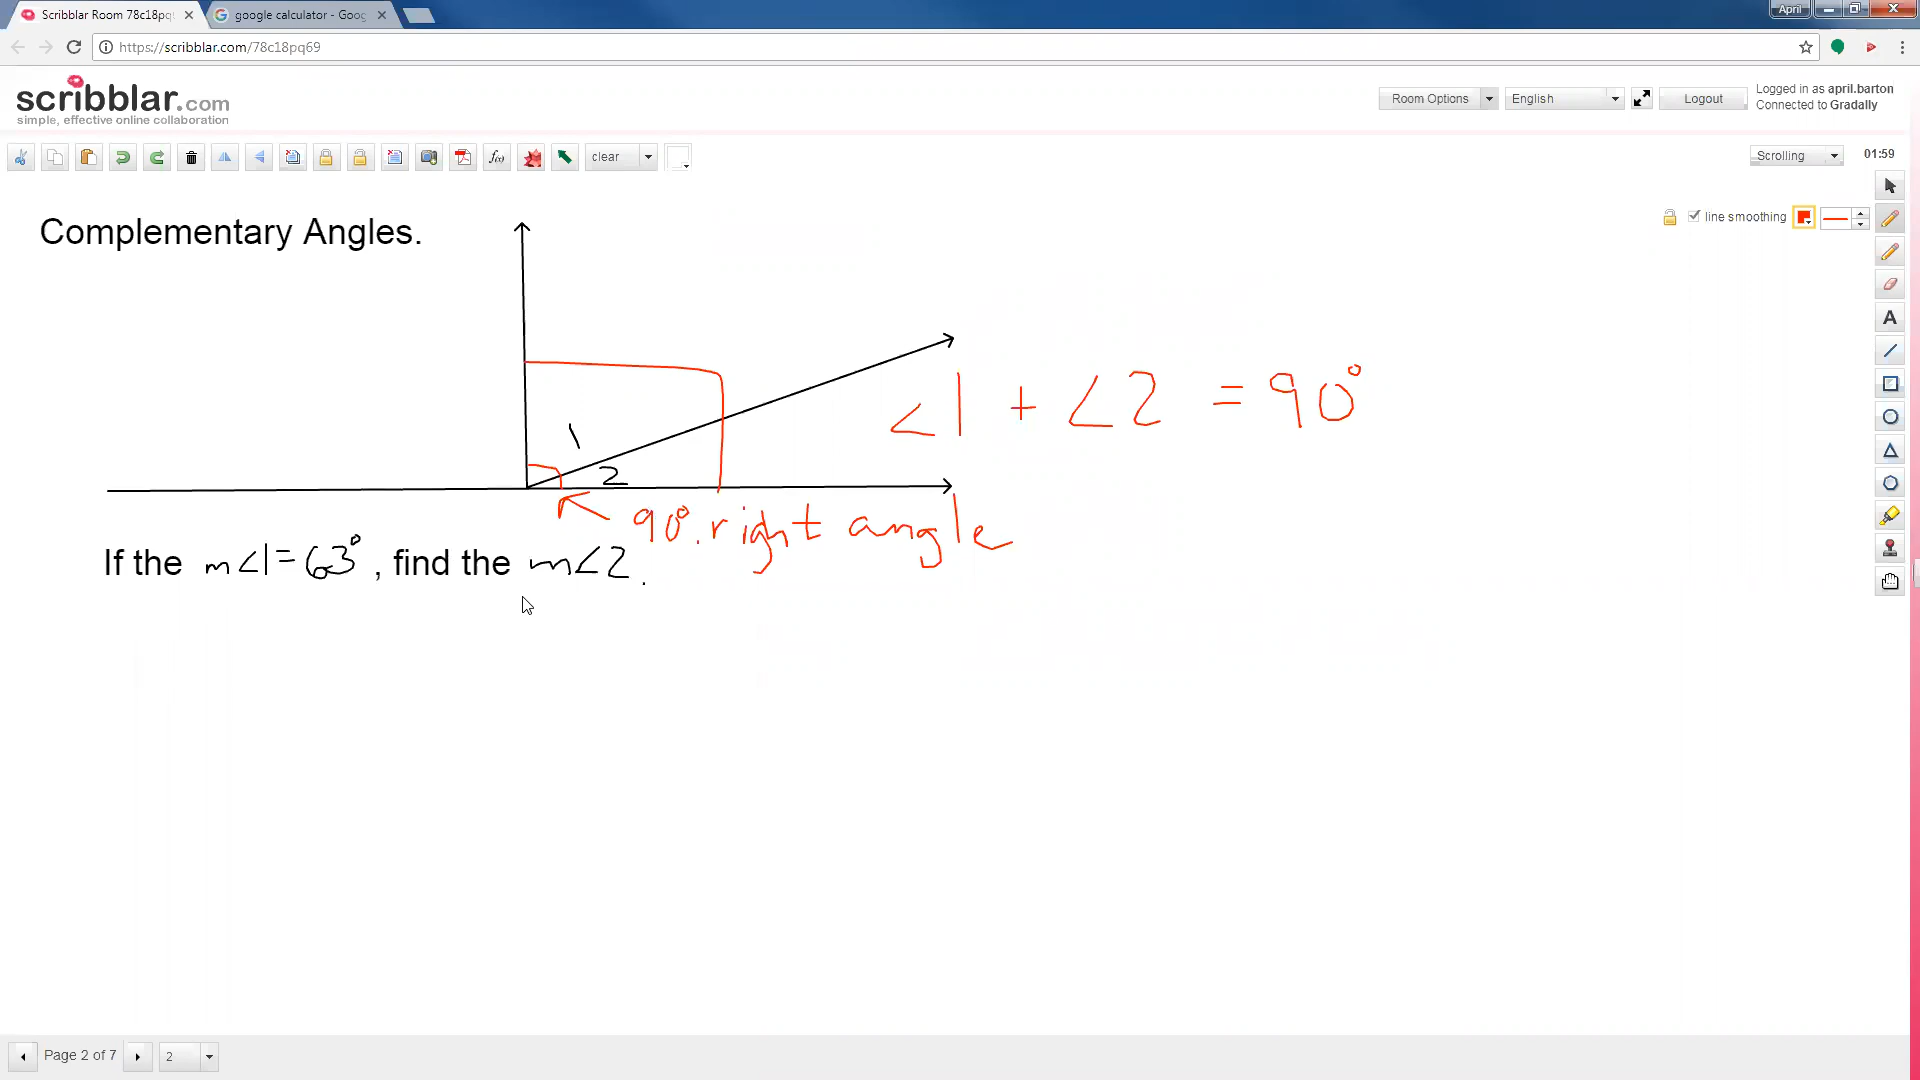 Scribblar Room 78c18pq
google calculator - Goog
April
https://scribblar.com/78c18pq69
scribblar.com
simple, effective online collaboration
Room Options
English
Logout
Logged in as april.barton
Connected to Gradally
f(x)
clear
Scrolling
01:59
line smoothing
A
Complementary Angles.
∠1 + ∠2 = 90°
1
2
90°. right angle
If the m∠1=63°, find the m∠2.
Page 2 of 7
2